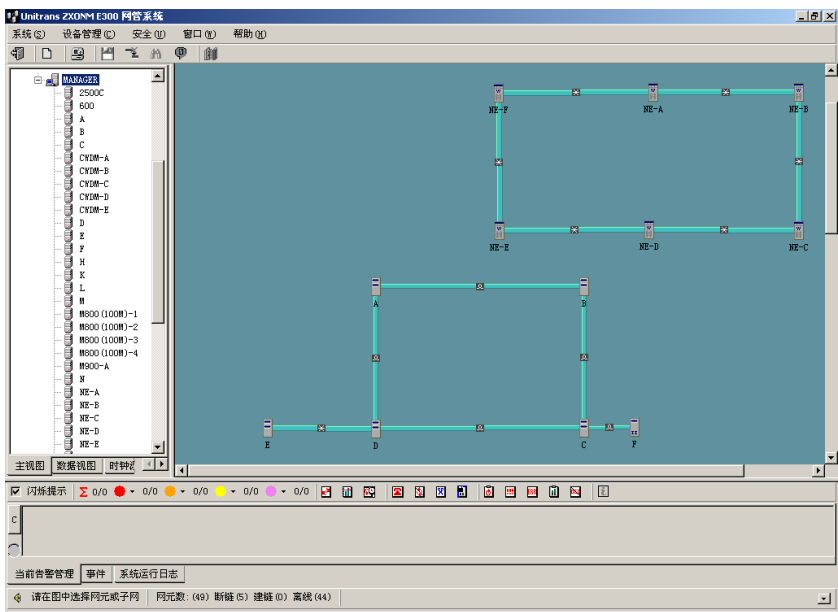 Unitrans ZXONM E300 网管系统
系统(S) 设备管理(C) 安全(U) 窗口(W) 帮助(H)
MANAGER
2500C
600
A
B
C
CWDM-A
CWDM-B
CWDM-C
CWDM-D
CWDM-E
D
E
F
H
K
L
M
M800(100M)-1
M800(100M)-2
M800(100M)-3
M800(100M)-4
M900-A
N
NE-A
NE-B
NE-C
NE-D
NE-E
主视图 数据视图
NE-F NE-A NE-B
NE-E NE-D NE-C
A B
E D C F
闪烁提示 Σ 0/0 0/0 0/0 0/0 0/0
C
当前告警管理 事件 系统运行日志
请在图中选择网元或子网 网元数:(49) 断链(5) 建链(0) 离线(44)